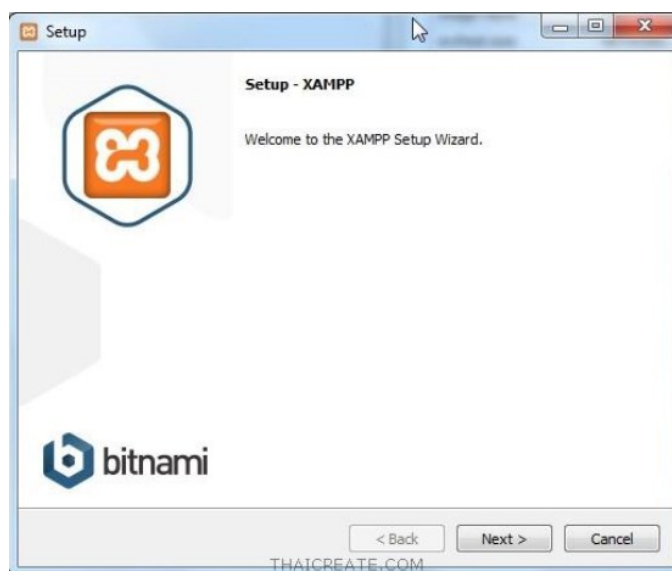 Setup
Setup - XAMPP
Welcome to the XAMPP Setup Wizard.
bitnami
< Back
Next >
Cancel
THAICREATE.COM